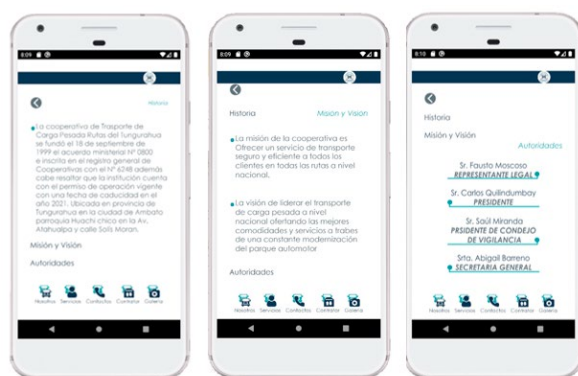 8:09
Historia
La cooperativa de Trasporte de
Carga Pesada Rutas del Tungurahua
se fundó el 18 de septiembre de
1999 el acuerdo ministerial Nº 0800
e inscrita en el registro general de
Cooperativas con el Nº 6248 además
cabe resaltar que la institución cuenta
con el permiso de operación vigente
con una fecha de caducidad en el
año 2021. Ubicada en provincia de
Tungurahua en la ciudad de Ambato
parroquia Huachi chico en la Av.
Atahualpa y calle Solis Moran.
Misión y Visión
Autoridades
Nosotros Servicios Contactos Contratar Galeria
8:09
Historia Misión y Visión
La misión de la cooperativa es
Ofrecer un servicio de transporte
seguro y eficiente a todos los
clientes en todas las rutas a nivel
nacional.
La visión de liderar el transporte
de carga pesada a nivel
nacional ofertando las mejores
comodidades y servicios a trabes
de una constante modernización
del parque automotor
Autoridades
Nosotros Servicios Contactos Contratar Galeria
8:10
Historia
Misión y Visión
Autoridades
Sr. Fausto Moscoso
REPRESENTANTE LEGAL
Sr. Carlos Quilindumbay
PRESIDENTE
Sr. Saúl Miranda
PRSIDENTE DE CONDEJO
DE VIGILANCIA
Srta. Abigail Barreno
SECRETARIA GENERAL
Nosotros Servicios Contactos Contratar Galeria